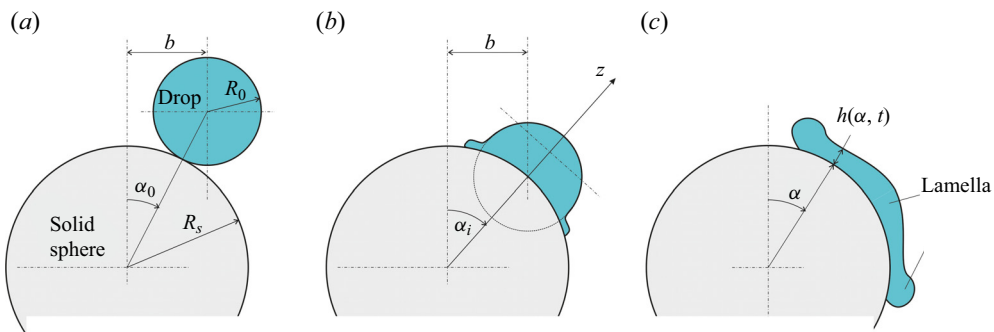 (a)
b
Drop
R₀
α₀
Solid
sphere
Rₛ
(b)
b
z
αᵢ
(c)
h(α, t)
α
Lamella